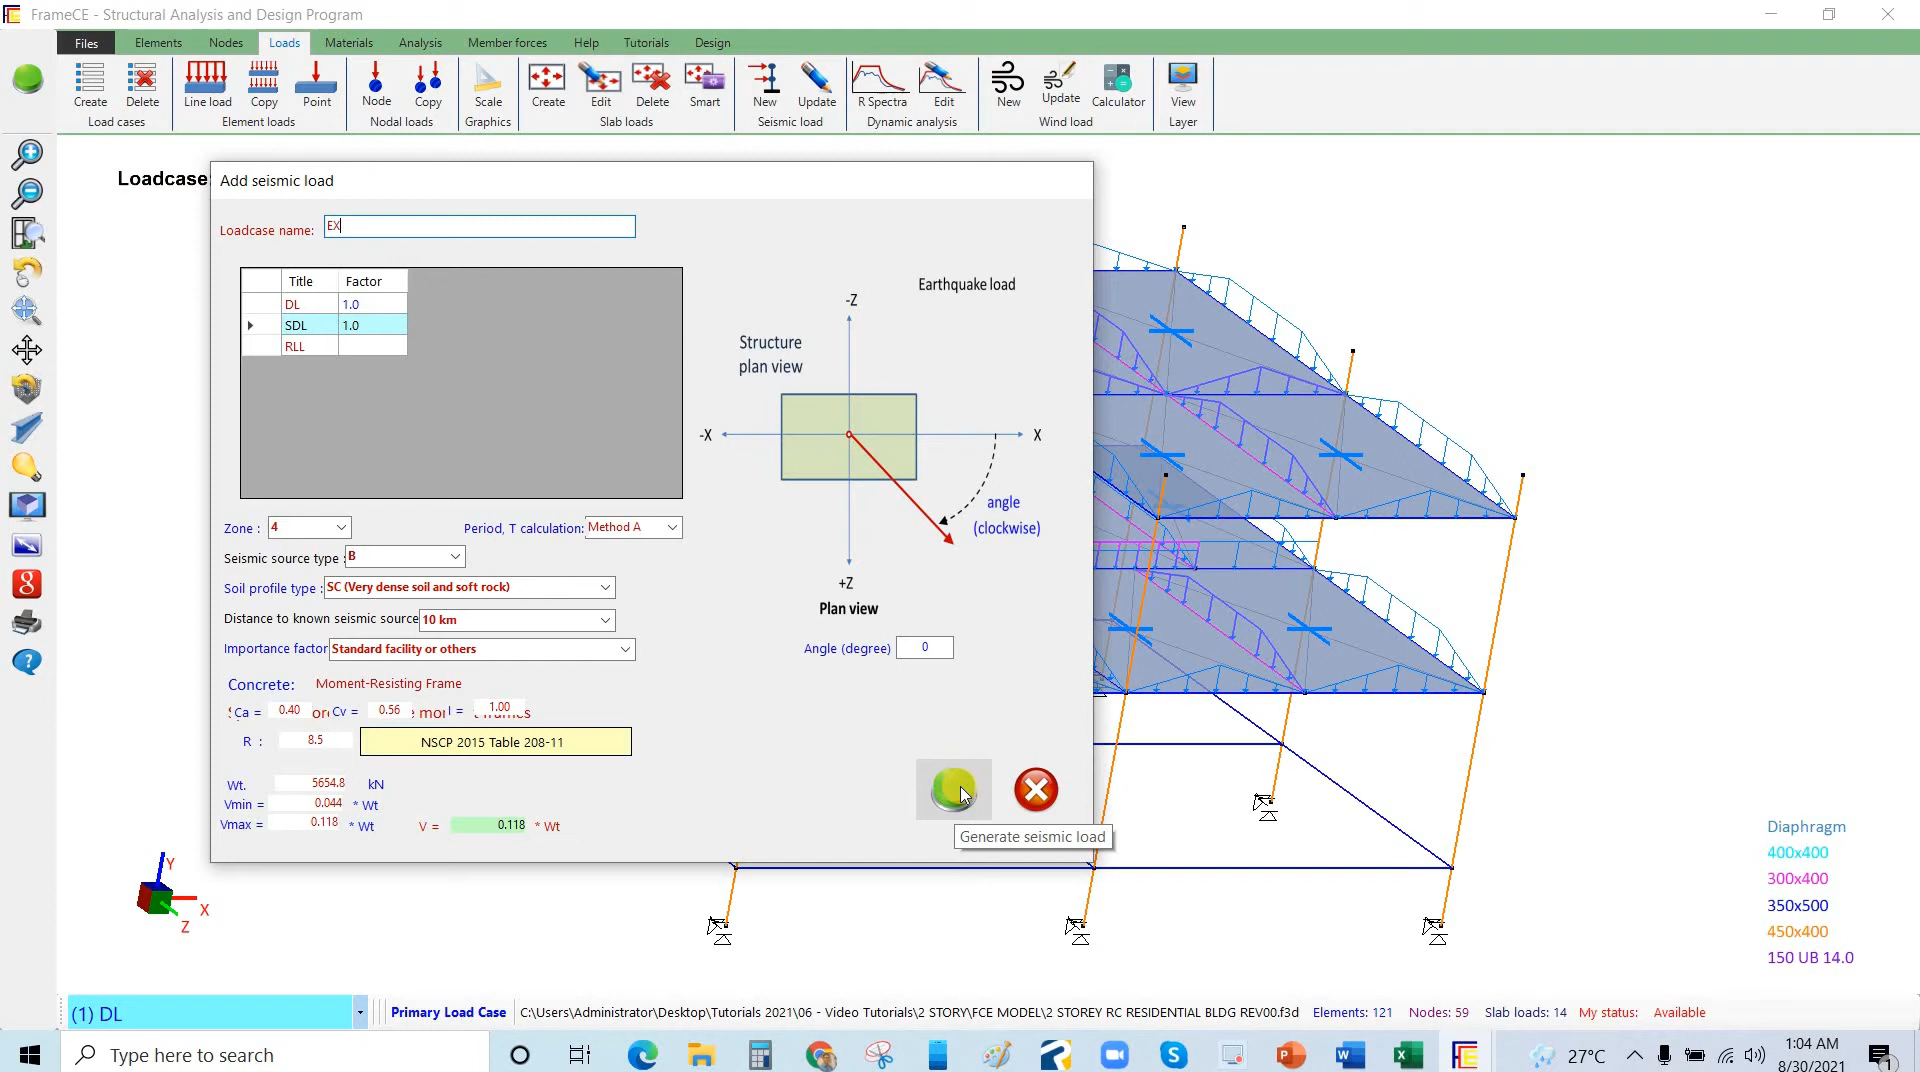 FrameCE - Structural Analysis and Design Program
Files Elements Nodes Loads Materials Analysis Member forces Help Tutorials Design
Create Delete Line load Copy Point Node Copy Scale Create Edit Delete Smart New Update R Spectra Edit New Update Calculator View
Load cases Element loads Nodal loads Graphics Slab loads Seismic load Dynamic analysis Wind load Layer
Loadcase:
Add seismic load
Loadcase name: EX
Title Factor
DL 1.0
SDL 1.0
RLL
Earthquake load
-Z
Structure
plan view
-X
X
angle
(clockwise)
+Z
Plan view
Angle (degree) 0
Zone : 4 Period, T calculation: Method A
Seismic source type : B
Soil profile type : SC (Very dense soil and soft rock)
Distance to known seismic source 10 km
Importance factor Standard facility or others
Concrete: Moment-Resisting Frame
Ca = 0.40 Cv = 0.56 I = 1.00
R : 8.5 NSCP 2015 Table 208-11
Wt. 5654.8 kN
Vmin = 0.044 * Wt
Vmax = 0.118 * Wt V = 0.118 * Wt
Generate seismic load
Y
X
Z
Diaphragm
400x400
300x400
350x500
450x400
150 UB 14.0
(1) DL Primary Load Case C:\Users\Administrator\Desktop\Tutorials 2021\06 - Video Tutorials\2 STORY\FCE MODEL\2 STOREY RC RESIDENTIAL BLDG REV00.f3d Elements: 121 Nodes: 59 Slab loads: 14 My status: Available
Type here to search
27°C
1:04 AM
8/30/2021
1